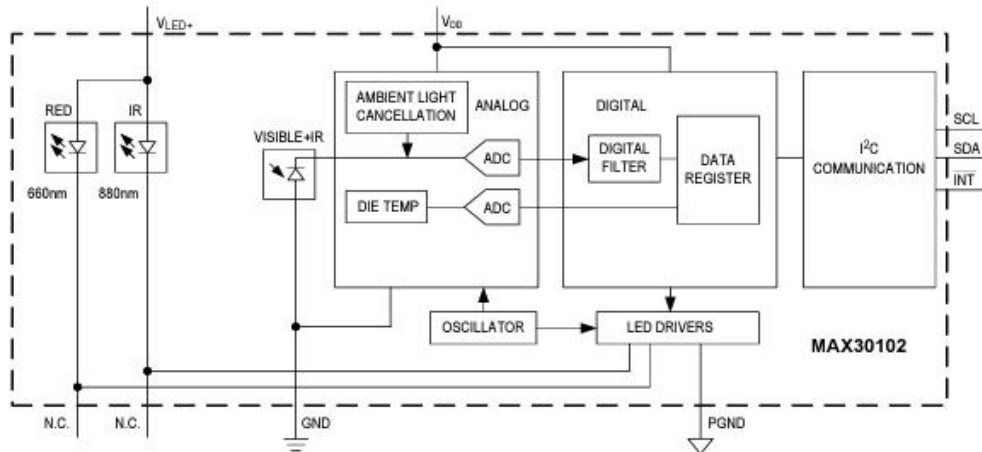 VLED+
VDD
RED
IR
660nm
880nm
VISIBLE+IR
AMBIENT LIGHT
CANCELLATION
ANALOG
ADC
DIE TEMP
ADC
DIGITAL
DIGITAL
FILTER
DATA
REGISTER
I²C
COMMUNICATION
SCL
SDA
INT
OSCILLATOR
LED DRIVERS
MAX30102
N.C.
N.C.
GND
PGND